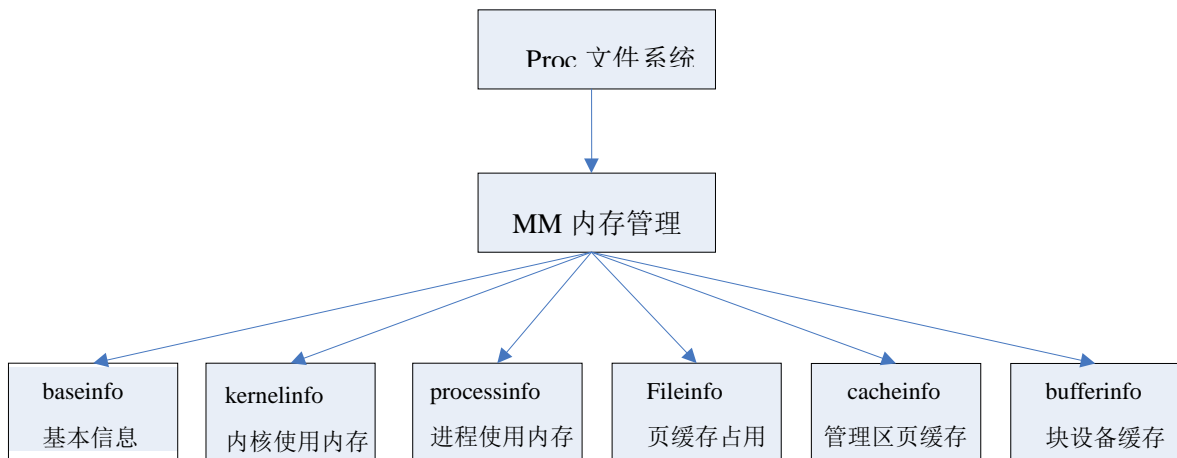 Proc 文件系统
MM 内存管理
baseinfo
基本信息
kernelinfo
内核使用内存
processinfo
进程使用内存
Fileinfo
页缓存占用
cacheinfo
管理区页缓存
bufferinfo
块设备缓存